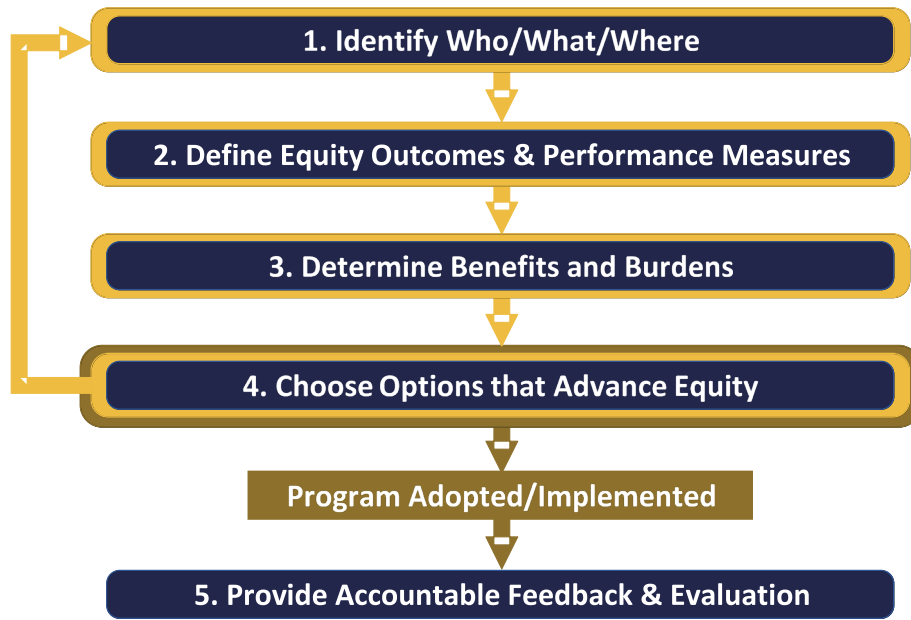 1. Identify Who/What/Where
2. Define Equity Outcomes & Performance Measures
3. Determine Benefits and Burdens
4. Choose Options that Advance Equity
Program Adopted/Implemented
5. Provide Accountable Feedback & Evaluation